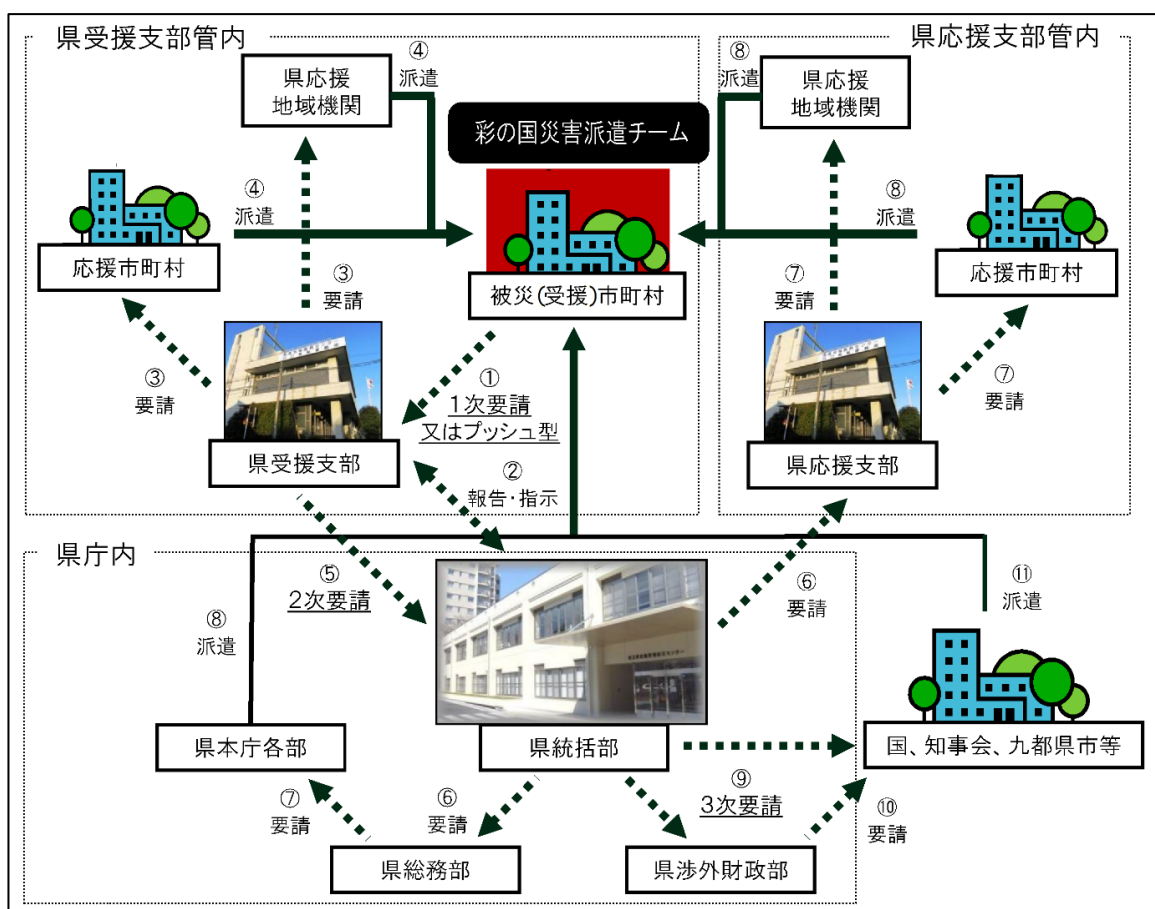 県受援支部管内
県応援支部管内
④
派遣
⑧
派遣
県応援
地域機関
県応援
地域機関
彩の国災害派遣チーム
④
派遣
⑧
派遣
応援市町村
被災(受援)市町村
応援市町村
③
要請
⑦
要請
③
要請
①
1次要請
又はプッシュ型
⑦
要請
県受援支部
県応援支部
②
報告・指示
県庁内
⑤
2次要請
⑥
要請
⑪
派遣
⑧
派遣
県本庁各部
県統括部
国、知事会、九都県市等
⑦
要請
⑥
要請
⑨
3次要請
⑩
要請
県総務部
県渉外財政部